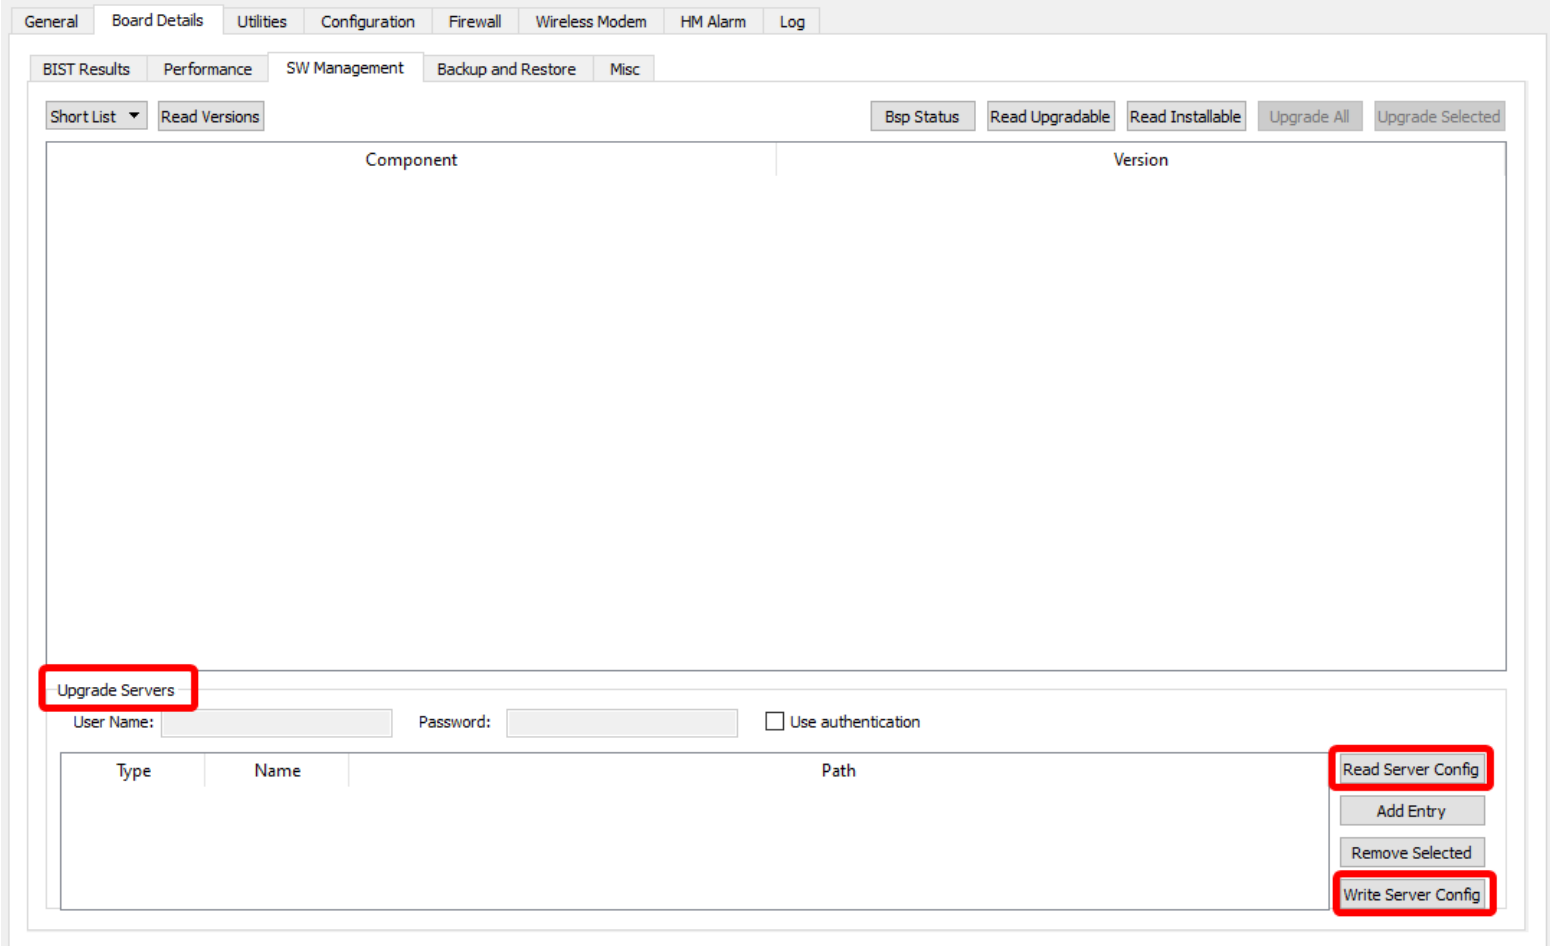 General Board Details Utilities Configuration Firewall Wireless Modem HM Alarm Log
BIST Results Performance SW Management Backup and Restore Misc
Short List Read Versions Bsp Status Read Upgradable Read Installable Upgrade All Upgrade Selected
Component Version
Upgrade Servers
User Name: Password: Use authentication
Type Name Path Read Server Config
Add Entry
Remove Selected
Write Server Config